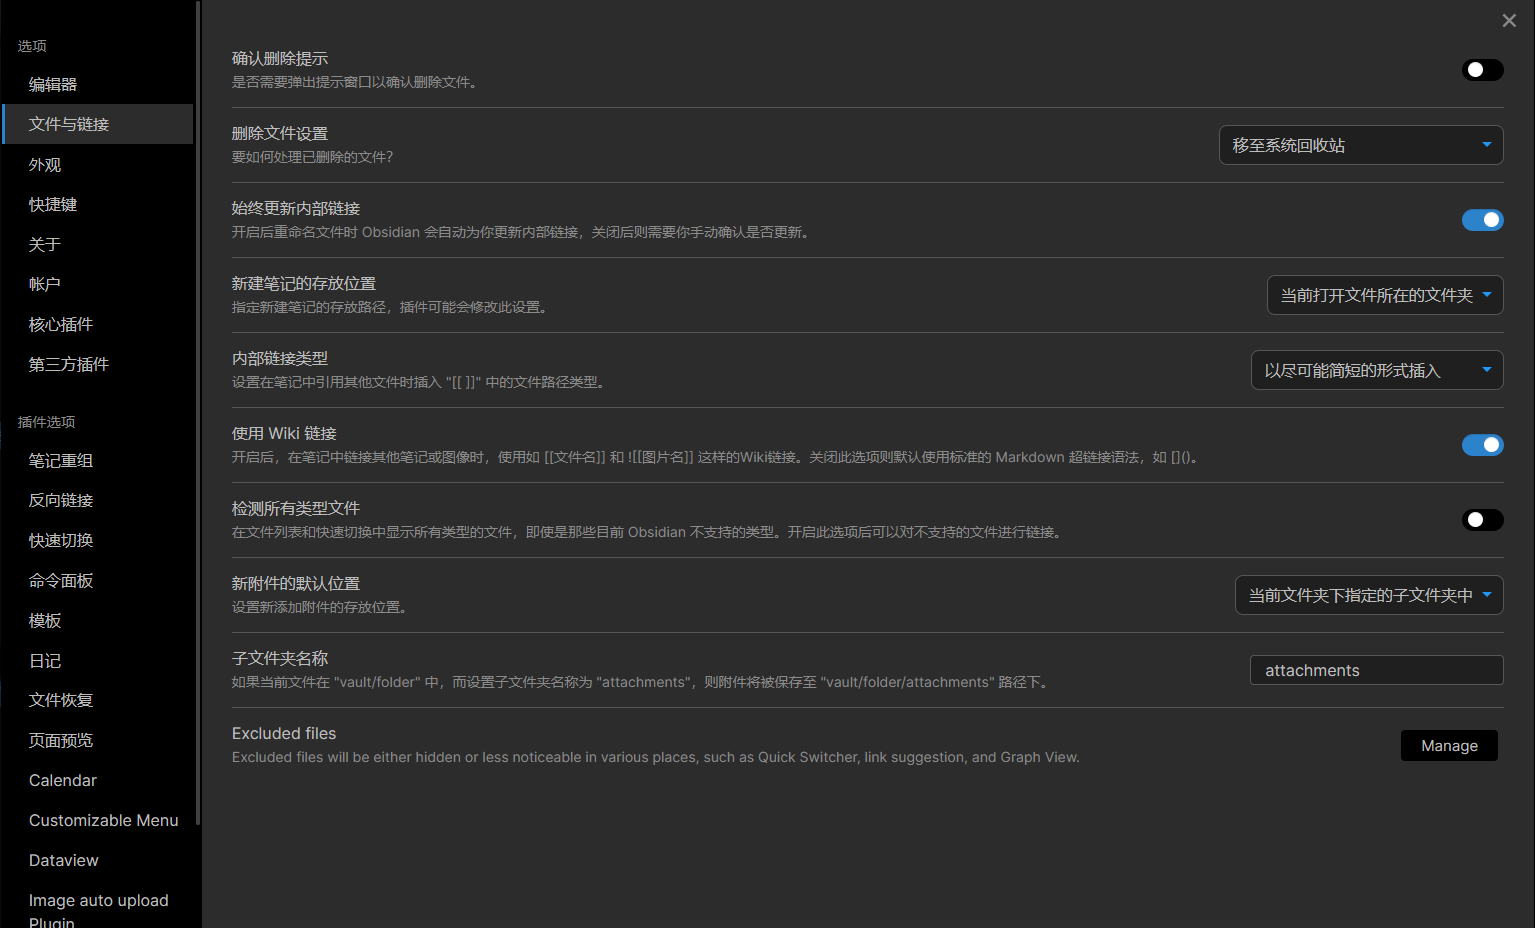 选项
编辑器
文件与链接
外观
快捷键
关于
帐户
核心插件
第三方插件
插件选项
笔记重组
反向链接
快速切换
命令面板
模板
日记
文件恢复
页面预览
Calendar
Customizable Menu
Dataview
Image auto upload
Plugin
确认删除提示
是否需要弹出提示窗口以确认删除文件。
删除文件设置
要如何处理已删除的文件？
移至系统回收站
始终更新内部链接
开启后重命名文件时 Obsidian 会自动为你更新内部链接，关闭后则需要你手动确认是否更新。
新建笔记的存放位置
指定新建笔记的存放路径，插件可能会修改此设置。
当前打开文件所在的文件夹
内部链接类型
设置在笔记中引用其他文件时插入 "[[ ]]" 中的文件路径类型。
以尽可能简短的形式插入
使用 Wiki 链接
开启后，在笔记中链接其他笔记或图像时，使用如 [[文件名]] 和 ![[图片名]] 这样的Wiki链接。关闭此选项则默认使用标准的 Markdown 超链接语法，如 []()。
检测所有类型文件
在文件列表和快速切换中显示所有类型的文件，即使是那些目前 Obsidian 不支持的类型。开启此选项后可以对不支持的文件进行链接。
新附件的默认位置
设置新添加附件的存放位置。
当前文件夹下指定的子文件夹中
子文件夹名称
如果当前文件在 "vault/folder" 中，而设置子文件夹名称为 "attachments"，则附件将被保存至 "vault/folder/attachments" 路径下。
attachments
Excluded files
Excluded files will be either hidden or less noticeable in various places, such as Quick Switcher, link suggestion, and Graph View.
Manage